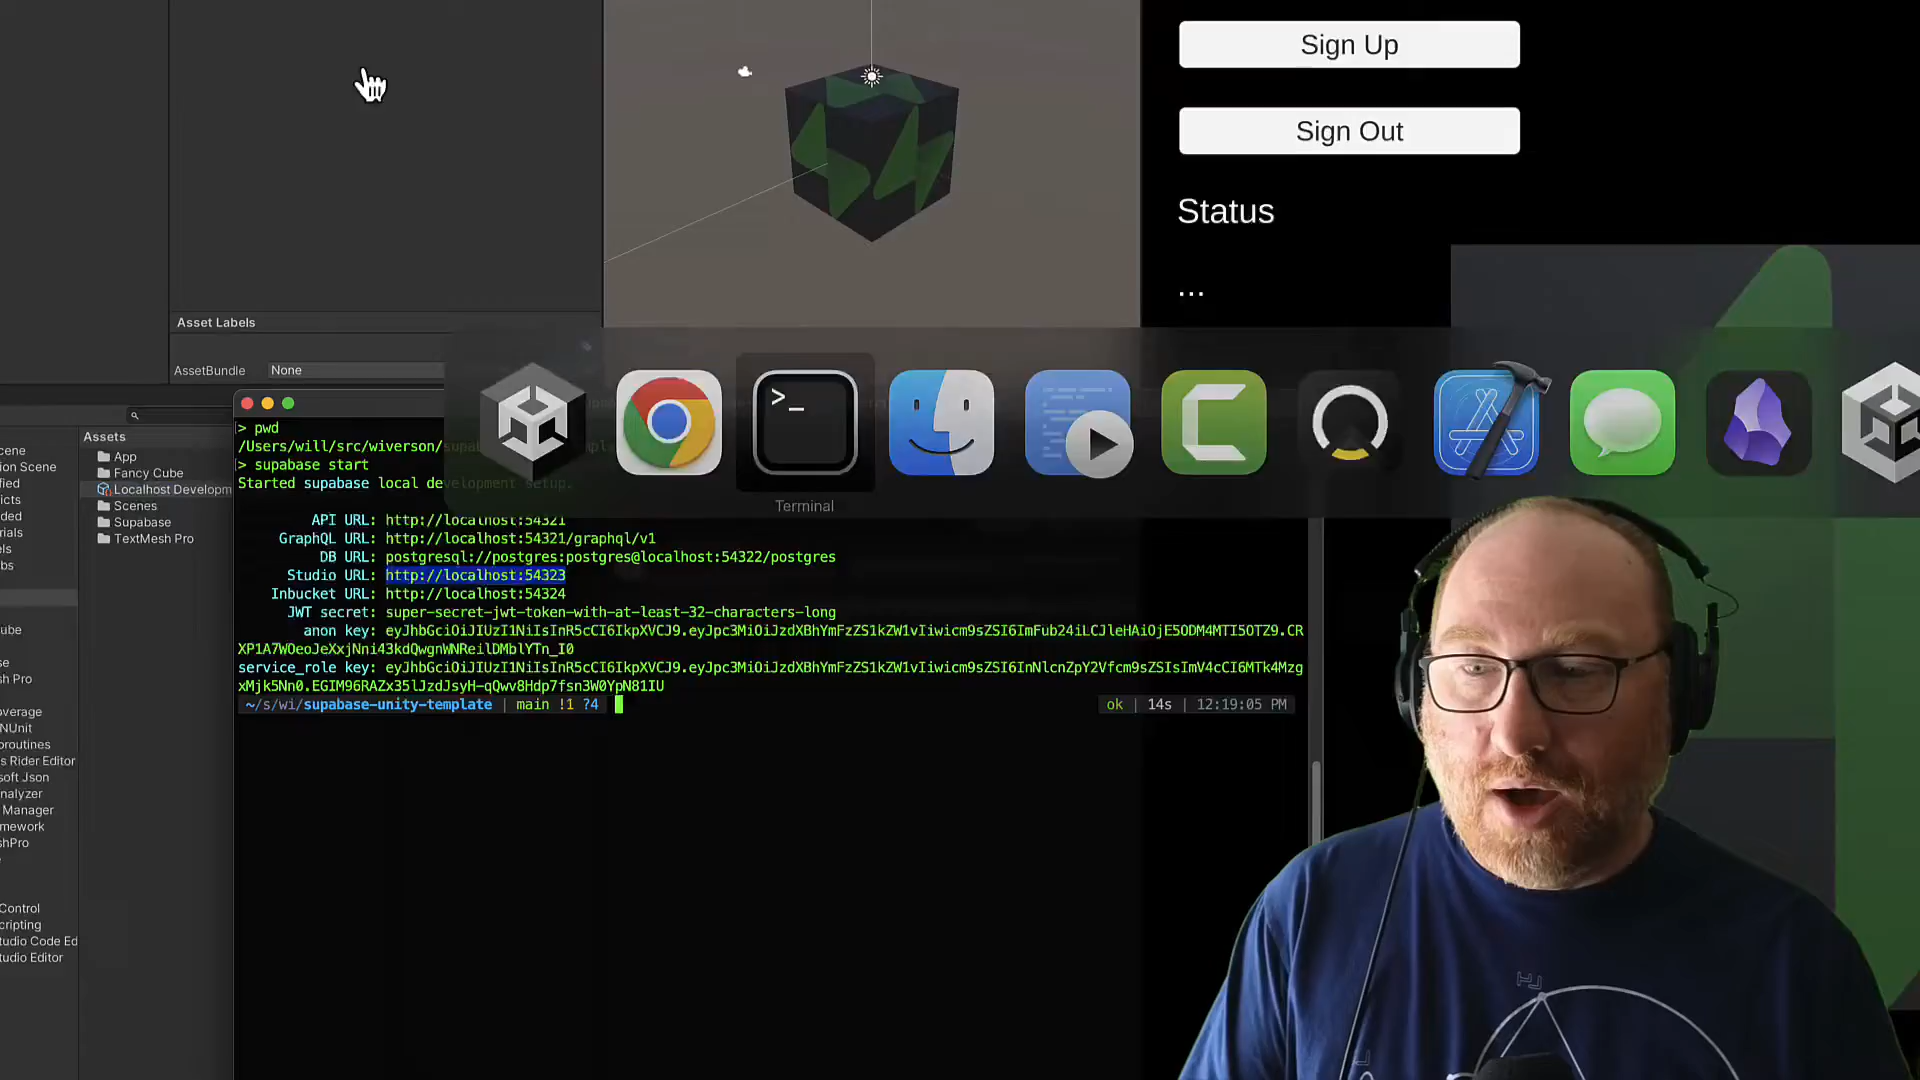 Sign Up
Sign Out
Status
...
Asset Labels
AssetBundle
None
Assets
App
Fancy Cube
Localhost Developm
Scenes
Supabase
TextMesh Pro
Terminal
> pwd
/Users/will/src/wiverson/supa
> supabase start
Started supabase local development setup.
API URL: http://localhost:54321
GraphQL URL: http://localhost:54321/graphql/v1
DB URL: postgresql://postgres:postgres@localhost:54322/postgres
Studio URL: http://localhost:54323
Inbucket URL: http://localhost:54324
JWT secret: super-secret-jwt-token-with-at-least-32-characters-long
anon key: eyJhbGciOiJIUzI1NiIsInR5cCI6IkpXVCJ9.eyJpc3MiOiJzdXBhYmFzZS1kZW1vIiwicm9sZSI6ImFub24iLCJleHAiOjE5ODM4MTI5OTZ9.CR
XP1A7WOeoJeXxjNni43kdQwgnWNReilDMblYTn_I0
service_role key: eyJhbGciOiJIUzI1NiIsInR5cCI6IkpXVCJ9.eyJpc3MiOiJzdXBhYmFzZS1kZW1vIiwicm9sZSI6InNlcnZpY2Vfcm9sZSIsImV4cCI6MTk4Mzg
xMjk5Nn0.EGIM96RAZx35lJzdJsyH-qQwv8Hdp7fsn3W0YpN81IU
~/s/wi/supabase-unity-template | main !1 ?4
ok | 14s | 12:19:05 PM
cene
ion Scene
fied
icts
ded
rials
els
bs
ube
se
sh Pro
overage
NUnit
proutines
s Rider Editor
soft Json
nalyzer
Manager
mework
shPro
Control
cripting
tudio Code Ed
tudio Editor